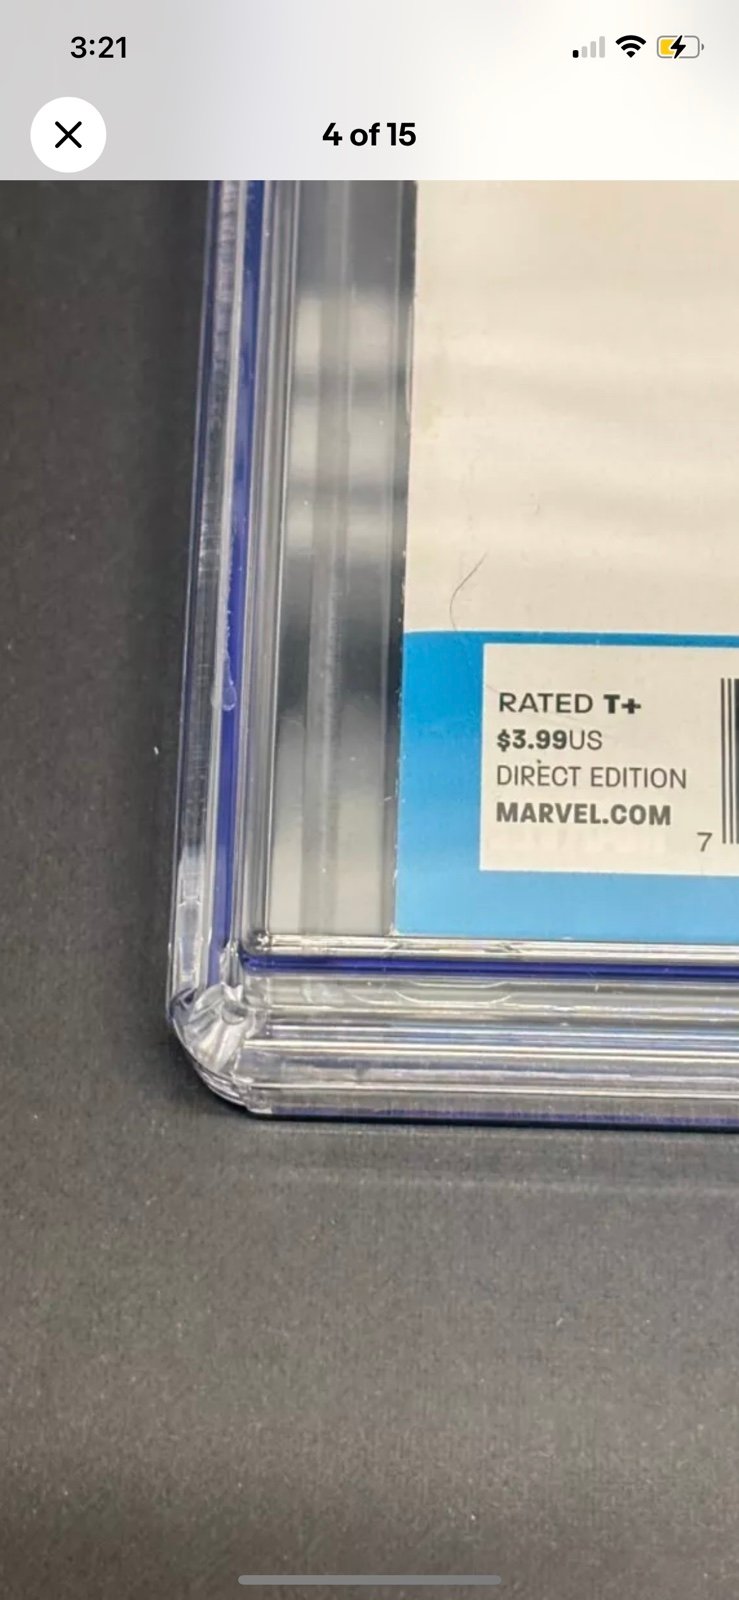 3:21
4 of 15
RATED T+
$3.99US
DIRECT EDITION
MARVEL.COM
7